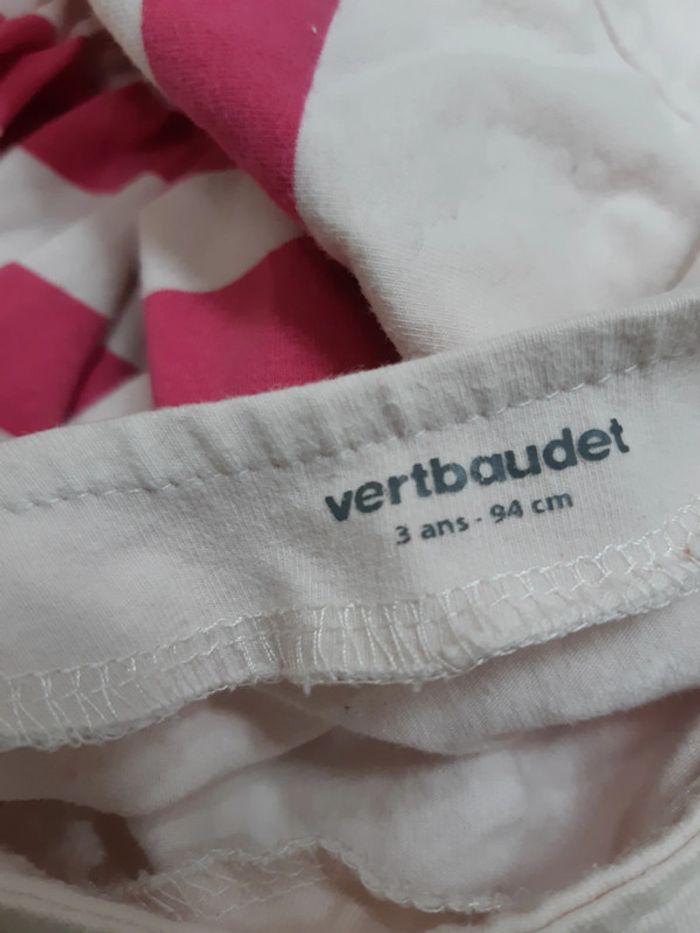 vertbaudet
3 ans - 94 cm